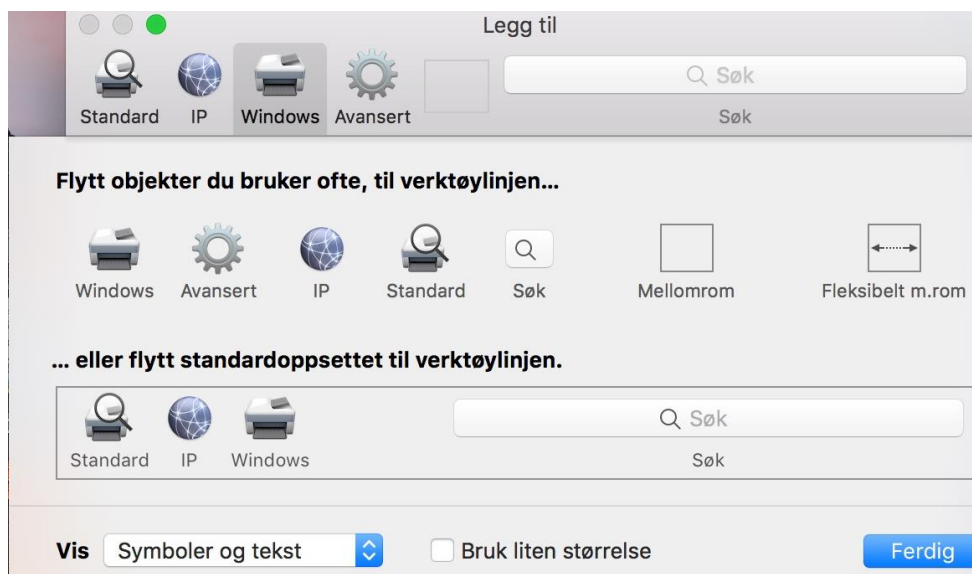 Legg til
Søk
Standard IP Windows Avansert Søk
Flytt objekter du bruker ofte, til verktøylinjen...
Windows Avansert IP Standard Søk Mellomrom Fleksibelt m.rom
... eller flytt standardoppsettet til verktøylinjen.
Søk
Standard IP Windows Søk
Vis Symboler og tekst Bruk liten størrelse Ferdig